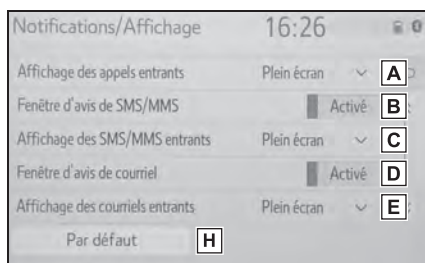 Notifications/Affichage 16:26
Affichage des appels entrants Plein écran A
Fenêtre d'avis de SMS/MMS Activé B
Affichage des SMS/MMS entrants Plein écran C
Fenêtre d'avis de courriel Activé D
Affichage des courriels entrants Plein écran E
Par défaut H